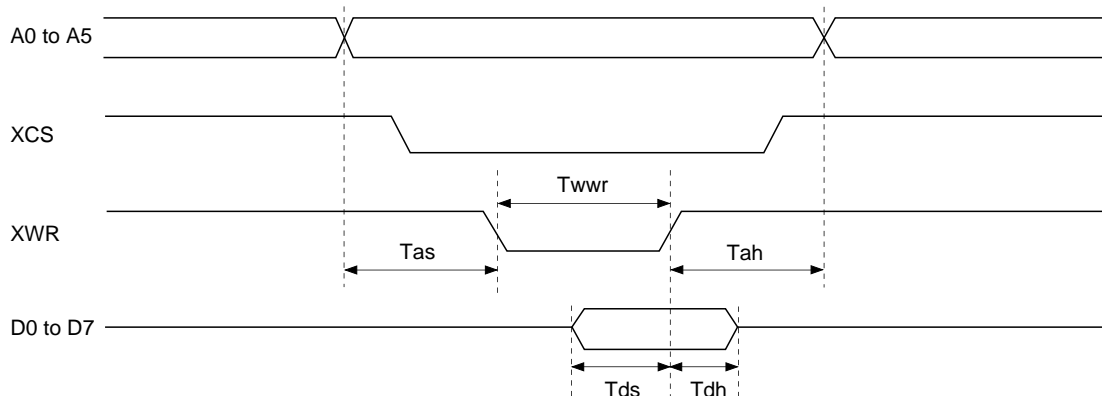 A0 to A5
XCS
Twwr
XWR
Tas
Tah
D0 to D7
Tds
Tdh